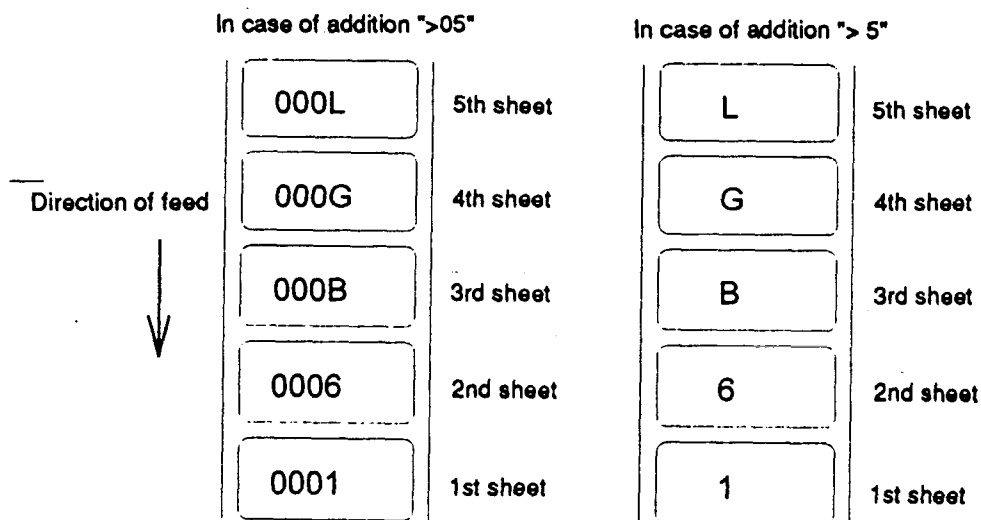 In case of addition ">05"
In case of addition "> 5"
000L 5th sheet L 5th sheet
Direction of feed 000G 4th sheet G 4th sheet
000B 3rd sheet B 3rd sheet
0006 2nd sheet 6 2nd sheet
0001 1st sheet 1 1st sheet